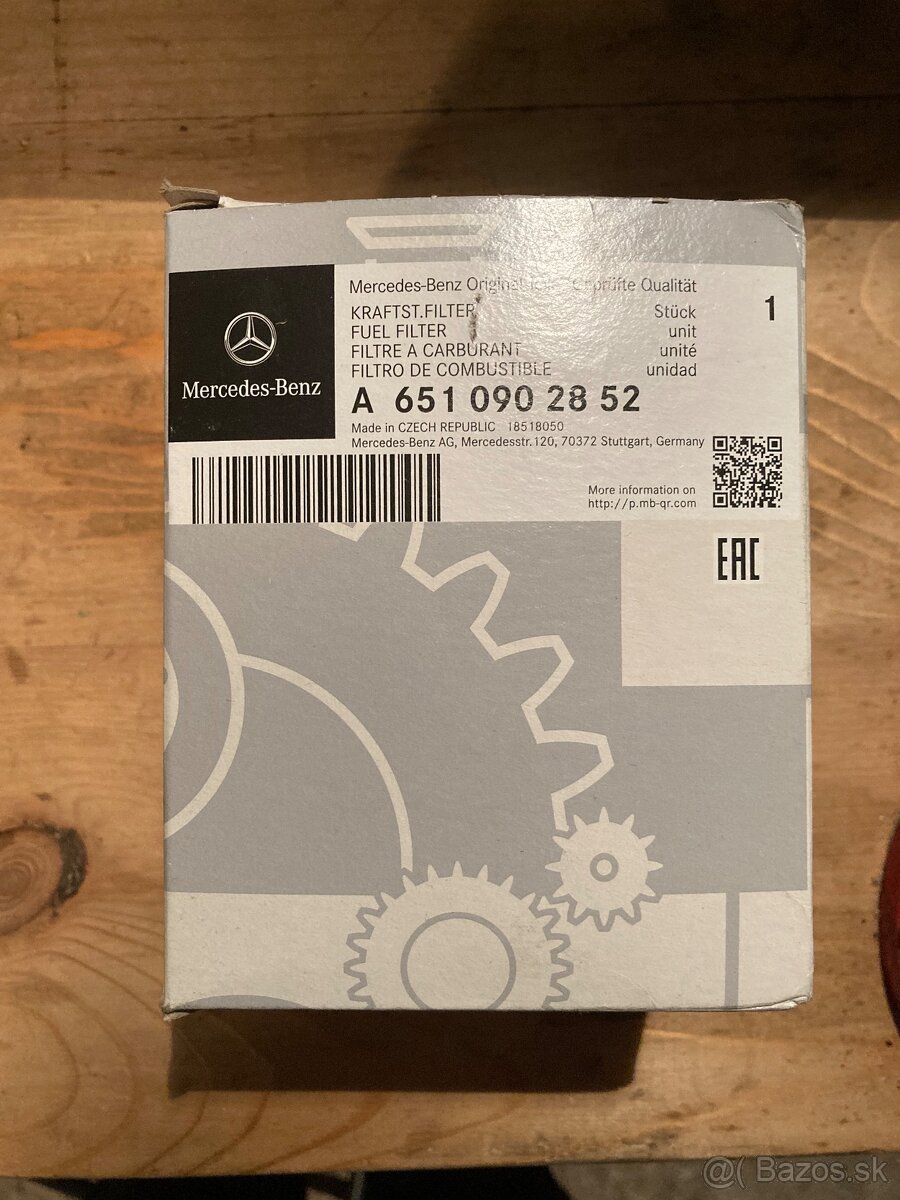 Mercedes-Benz Original Geprüfte Qualität
KRAFTST.FILTER Stück 1
FUEL FILTER unit
FILTRE A CARBURANT unité
FILTRO DE COMBUSTIBLE unidad
Mercedes-Benz
A 651 090 28 52
Made in CZECH REPUBLIC 18518050
Mercedes-Benz AG, Mercedesstr.120, 70372 Stuttgart, Germany
More information on
http://p.mb-qr.com
EAC
@( Bazos.sk